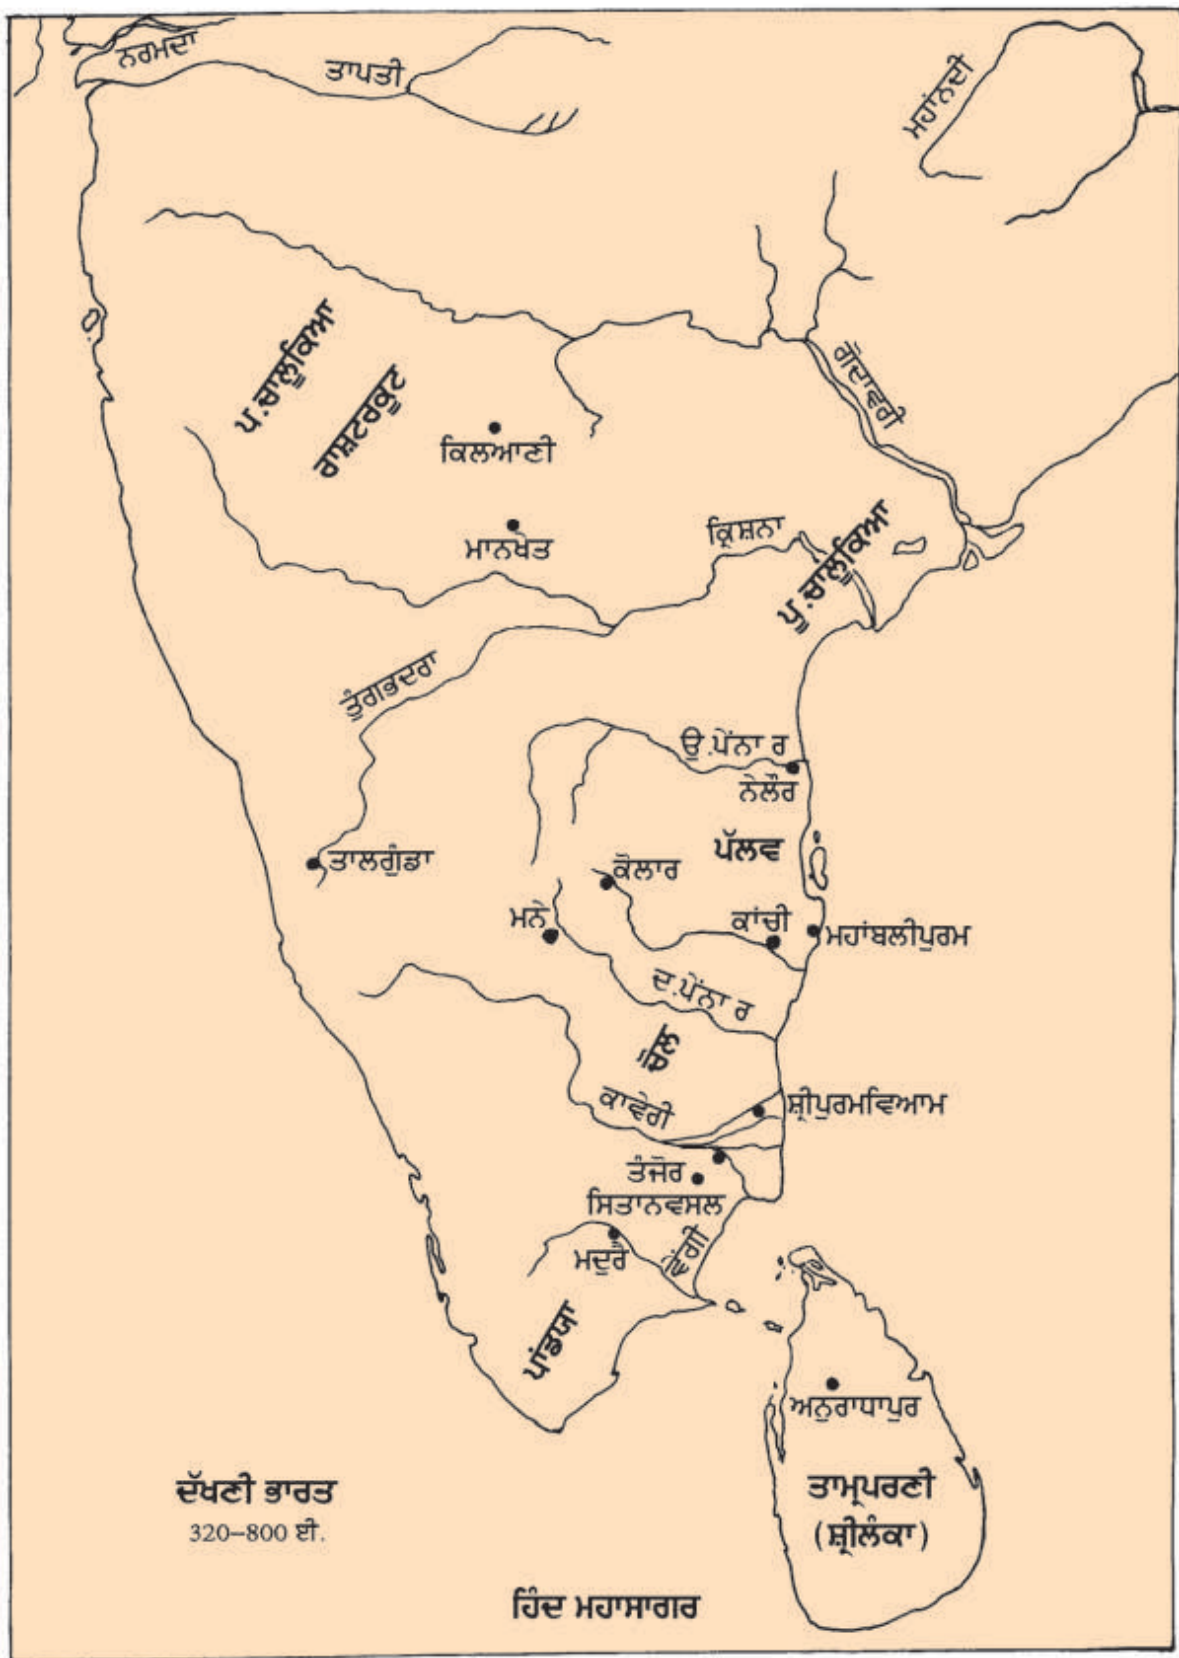 ਨਰਮਦਾ
ਤਾਪਤੀ
ਮਹਾਂਨਦੀ
ਪ.ਚਾਲੂਕਿਆ
ਰਾਸ਼ਟਰਕੂਟ
ਗੋਦਾਵਰੀ
ਕਿਲਆਣੀ
ਮਾਨਖੇਤ
ਕ੍ਰਿਸ਼ਨਾ
ਪੂ.ਚਾਲੂਕਿਆ
ਤੁੰਗਭਦਰਾ
ਉ.ਪੇਂਨਾ ਰ
ਨੇਲੌਰ
ਪੱਲਵ
ਤਾਲਗੁੰਡਾ
ਕੋਲਾਰ
ਮਨੇ
ਕਾਂਚੀ
ਮਹਾਂਬਲੀਪੁਰਮ
ਦ.ਪੇਂਨਾ ਰ
ਕਾਵੇਰੀ
ਸ਼੍ਰੀਪੁਰਮਵਿਆਮ
ਤੰਜੋਰ
ਸਿਤਾਨਵਸਲ
ਮਦੁਰੈ
ਪਾਂਡਯਾ
ਅਨੁਰਾਧਾਪੁਰ
ਤਾਮ੍ਰਪਰਣੀ
(ਸ਼੍ਰੀਲੰਕਾ)
ਦੱਖਣੀ ਭਾਰਤ
320–800 ਈ.
ਹਿੰਦ ਮਹਾਸਾਗਰ